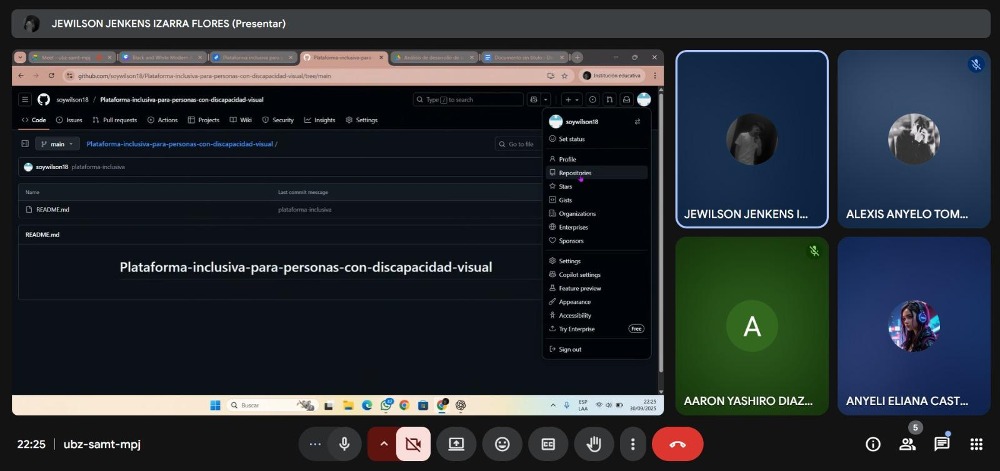 JEWILSON JENKENS IZARRA FLORES (Presentar)
Meet - ubz-samt-mpj
Black and White Modern
Plataforma inclusiva para
Plataforma-inclusiva-para-
Análisis de desarrollo de
Documento sin título - Do
github.com/soywilson18/Plataforma-inclusiva-para-personas-con-discapacidad-visual/tree/main
Institución educativa
soywilson18 / Plataforma-inclusiva-para-personas-con-discapacidad-visual
Type / to search
Code Issues Pull requests Actions Projects Wiki Security Insights Settings
main
Plataforma-inclusiva-para-personas-con-discapacidad-visual /
Go to file
soywilson18 plataforma-inclusiva
Name Last commit message
README.md plataforma-inclusiva
README.md
Plataforma-inclusiva-para-personas-con-discapacidad-visual
soywilson18
Set status
Profile
Repositories
Stars
Gists
Organizations
Enterprises
Sponsors
Settings
Copilot settings
Feature preview
Appearance
Accessibility
Try Enterprise Free
Sign out
Buscar
42
ESP
LAA
22:25
30/09/2025
JEWILSON JENKENS I...
ALEXIS ANYELO TOM...
A
AARON YASHIRO DIAZ...
ANYELI ELIANA CAST...
22:25 | ubz-samt-mpj
CC
5